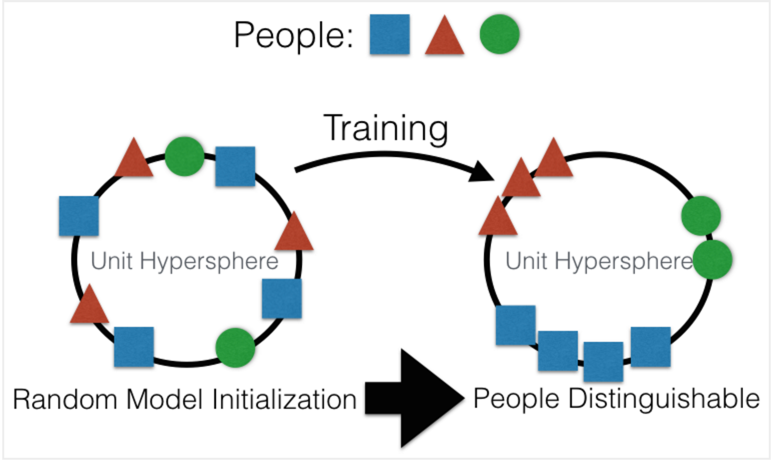 People:
Training
Unit Hypersphere
Unit Hypersphere
Random Model Initialization
People Distinguishable